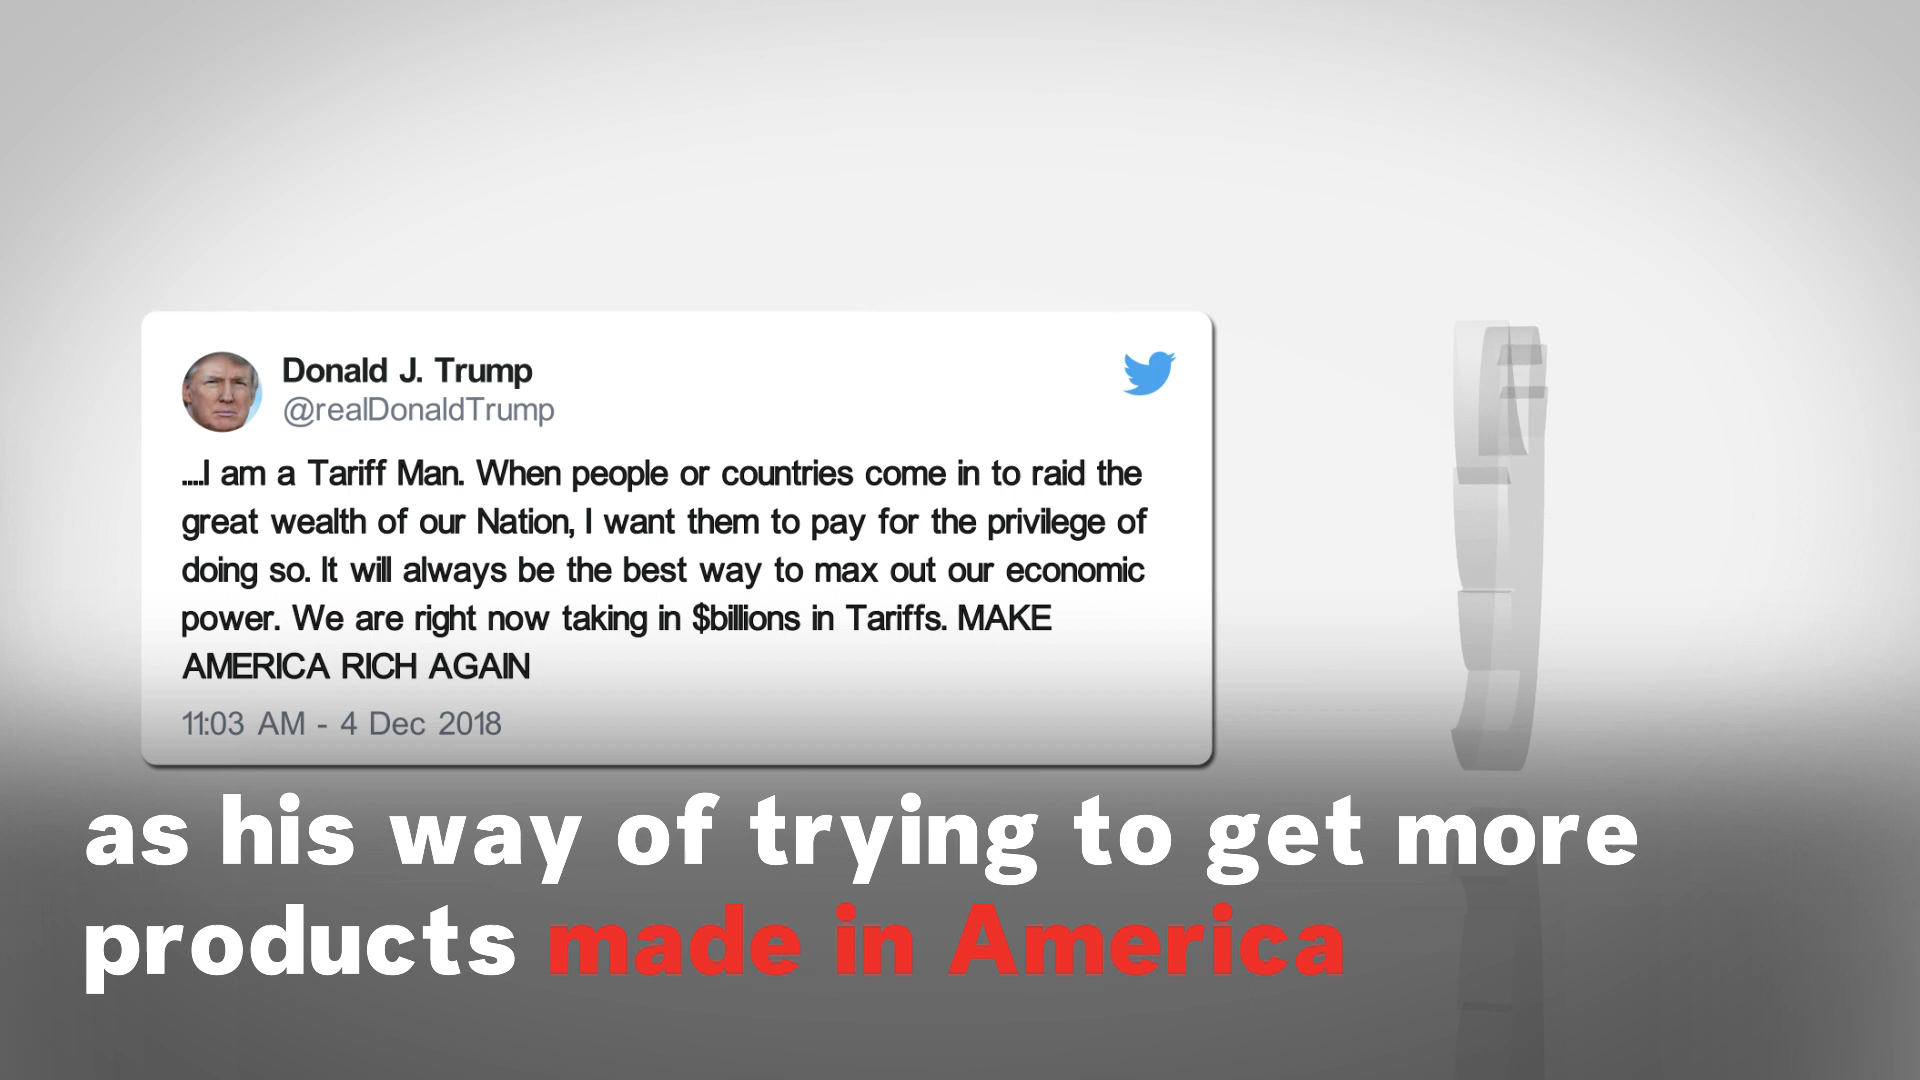 Donald J. Trump
@realDonaldTrump
....I am a Tariff Man. When people or countries come in to raid the
great wealth of our Nation, I want them to pay for the privilege of
doing so. It will always be the best way to max out our economic
power. We are right now taking in $billions in Tariffs. MAKE
AMERICA RICH AGAIN
11:03 AM - 4 Dec 2018
as his way of trying to get more
products made in America